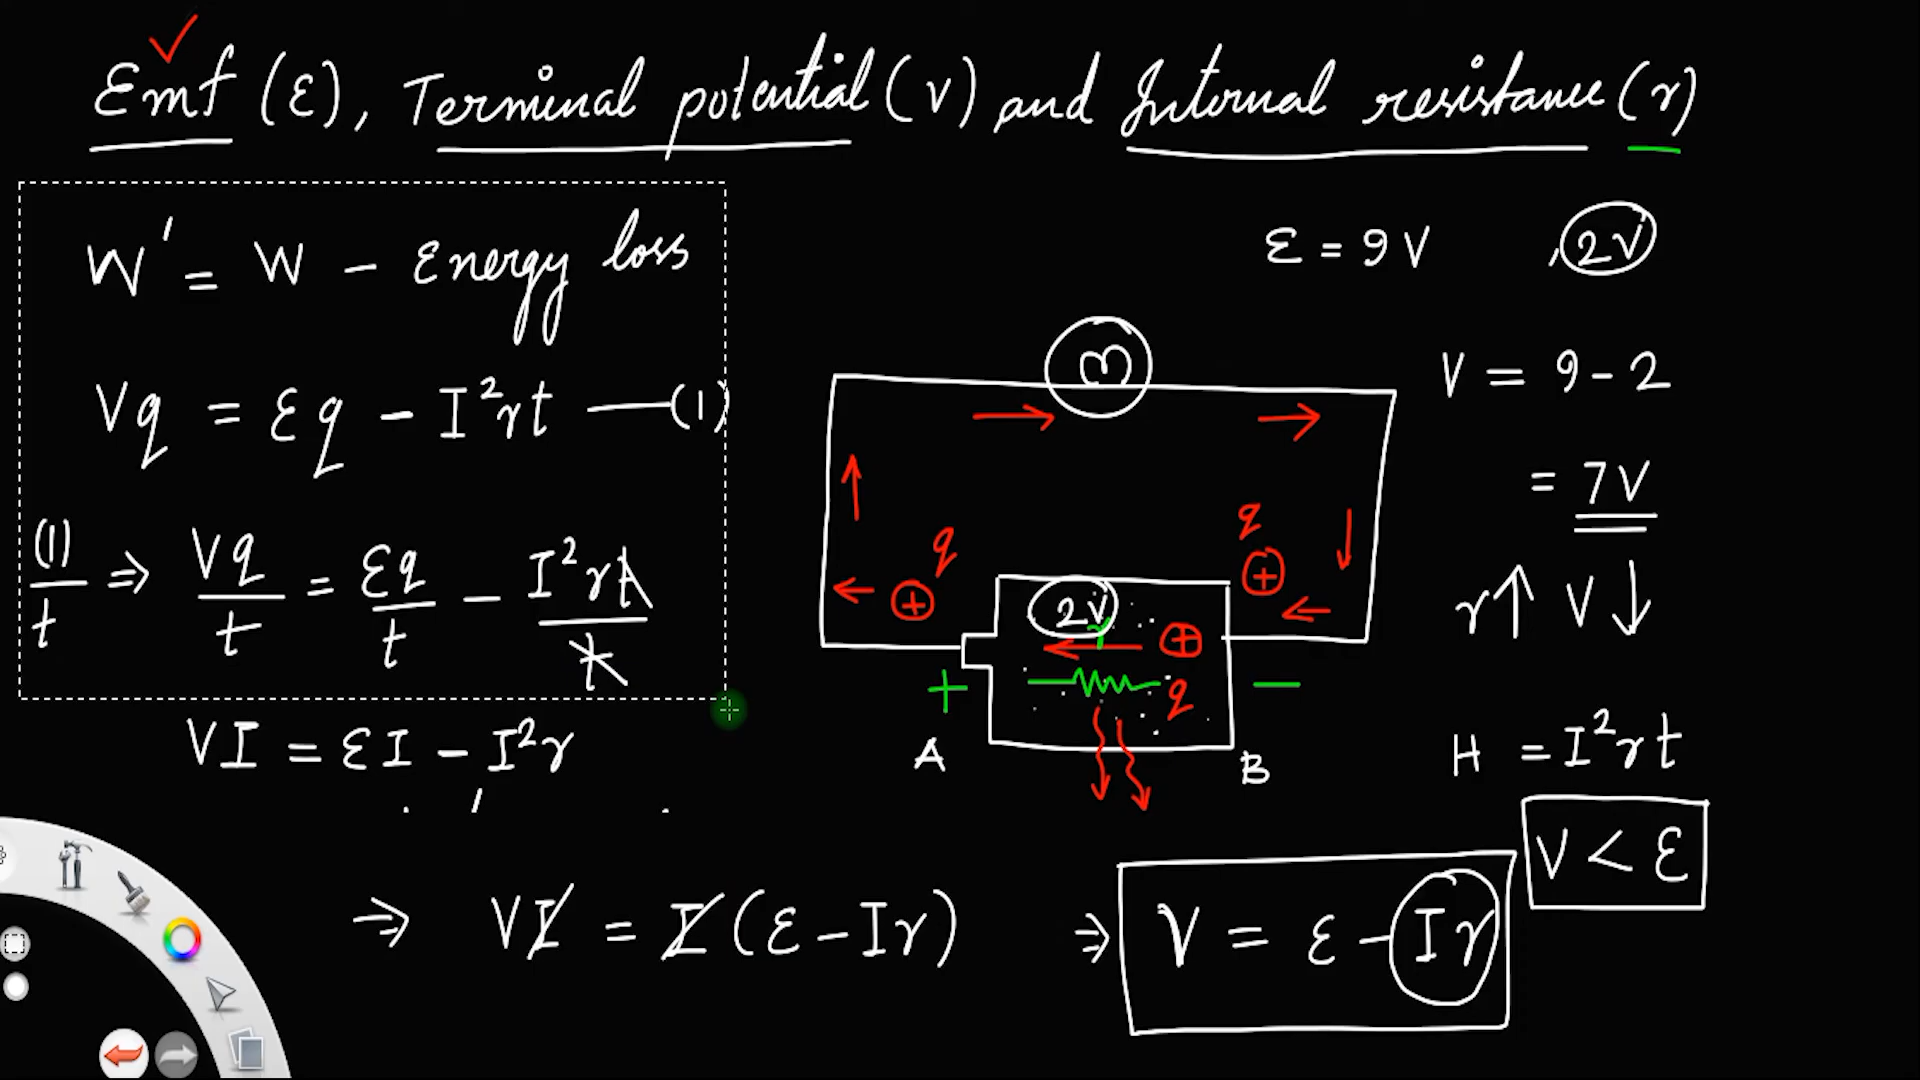 Emf (ε), Terminal potential (V) and Internal resistance (r)
W' = W - Energy loss
Vq = εq - I²rt —(1)
(1)/t ⇒ Vq/t = εq/t - I²rt/t
VI = εI - I²r
⇒ VI = I(ε - Ir) ⇒ V = ε - Ir
ε = 9V , 2V
V = 9 - 2
= 7V
r↑ V↓
H = I²rt
V < ε
q
q
+
+
2V
r
+
q
+
−
A
B